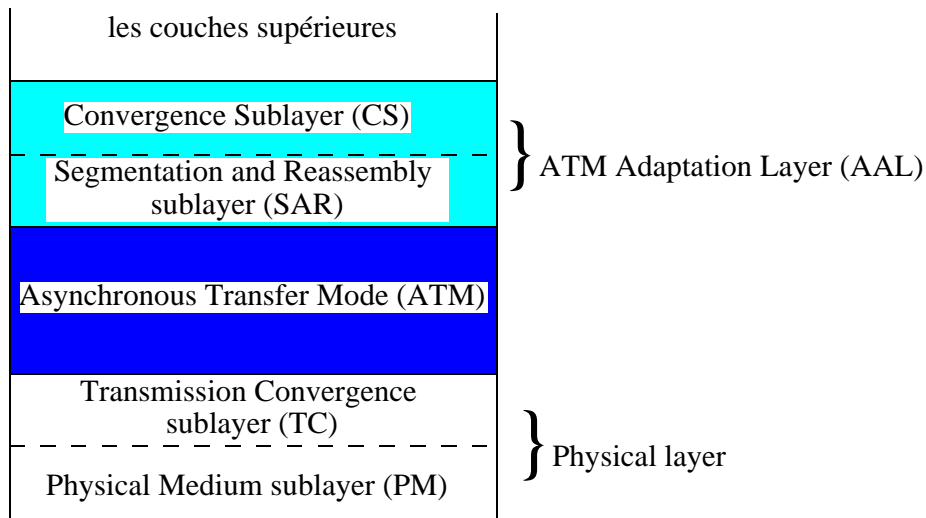 les couches supérieures
Convergence Sublayer (CS)
Segmentation and Reassembly
sublayer (SAR)
ATM Adaptation Layer (AAL)
Asynchronous Transfer Mode (ATM)
Transmission Convergence
sublayer (TC)
Physical Medium sublayer (PM)
Physical layer